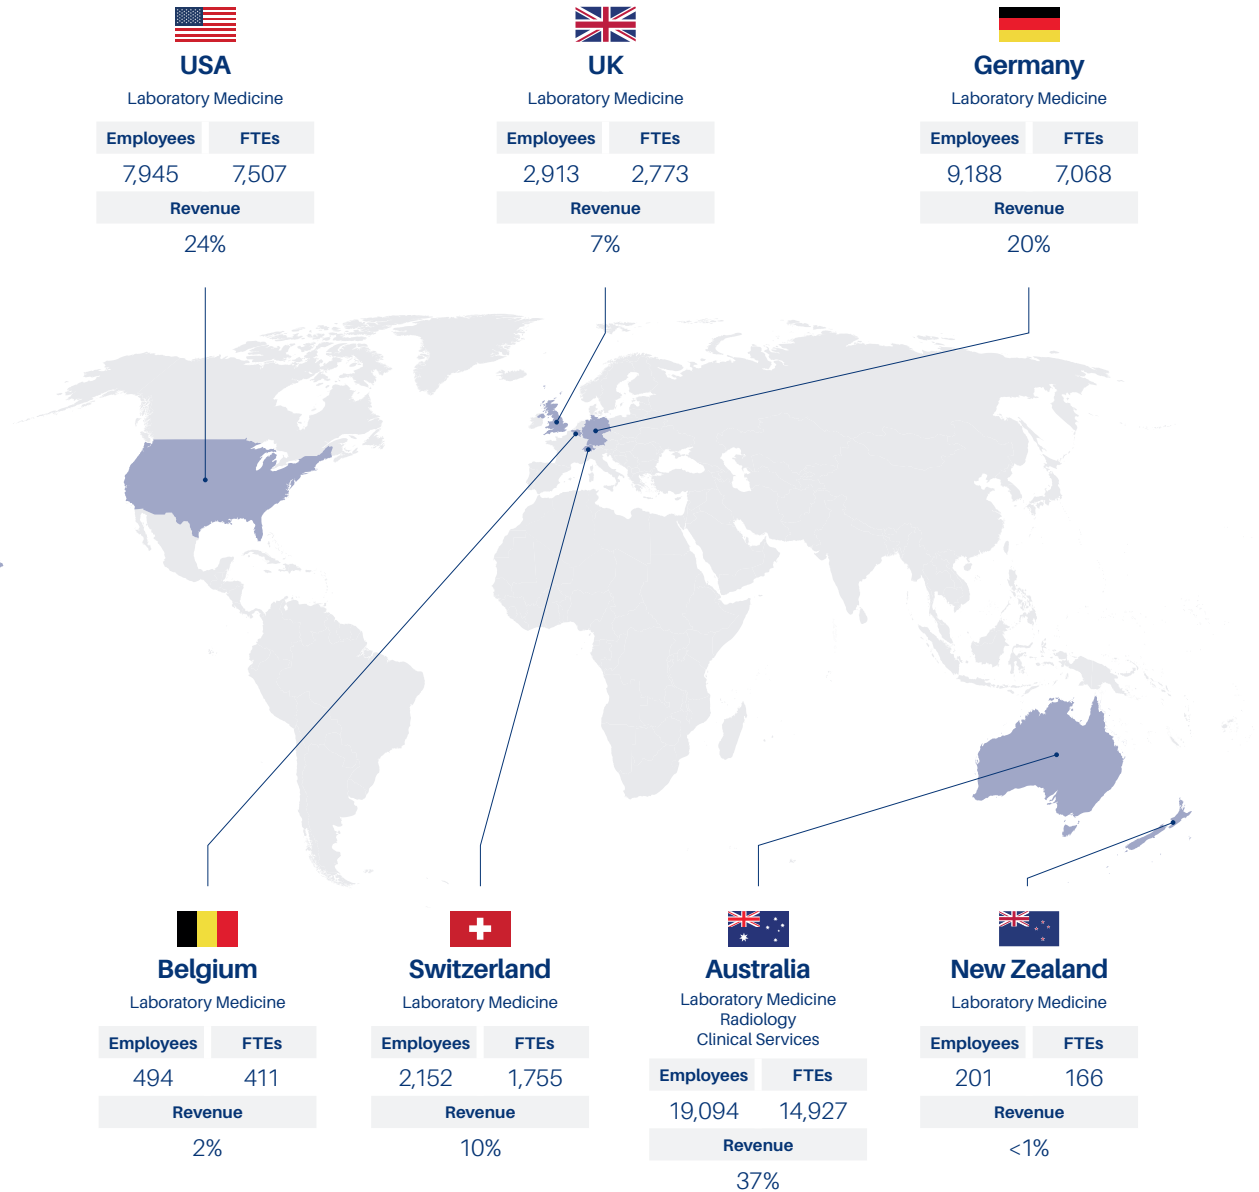 USA
Laboratory Medicine
Employees FTEs
7,945 7,507
Revenue
24%
UK
Laboratory Medicine
Employees FTEs
2,913 2,773
Revenue
7%
Germany
Laboratory Medicine
Employees FTEs
9,188 7,068
Revenue
20%
Belgium
Laboratory Medicine
Employees FTEs
494 411
Revenue
2%
Switzerland
Laboratory Medicine
Employees FTEs
2,152 1,755
Revenue
10%
Australia
Laboratory Medicine
Radiology
Clinical Services
Employees FTEs
19,094 14,927
Revenue
37%
New Zealand
Laboratory Medicine
Employees FTEs
201 166
Revenue
<1%